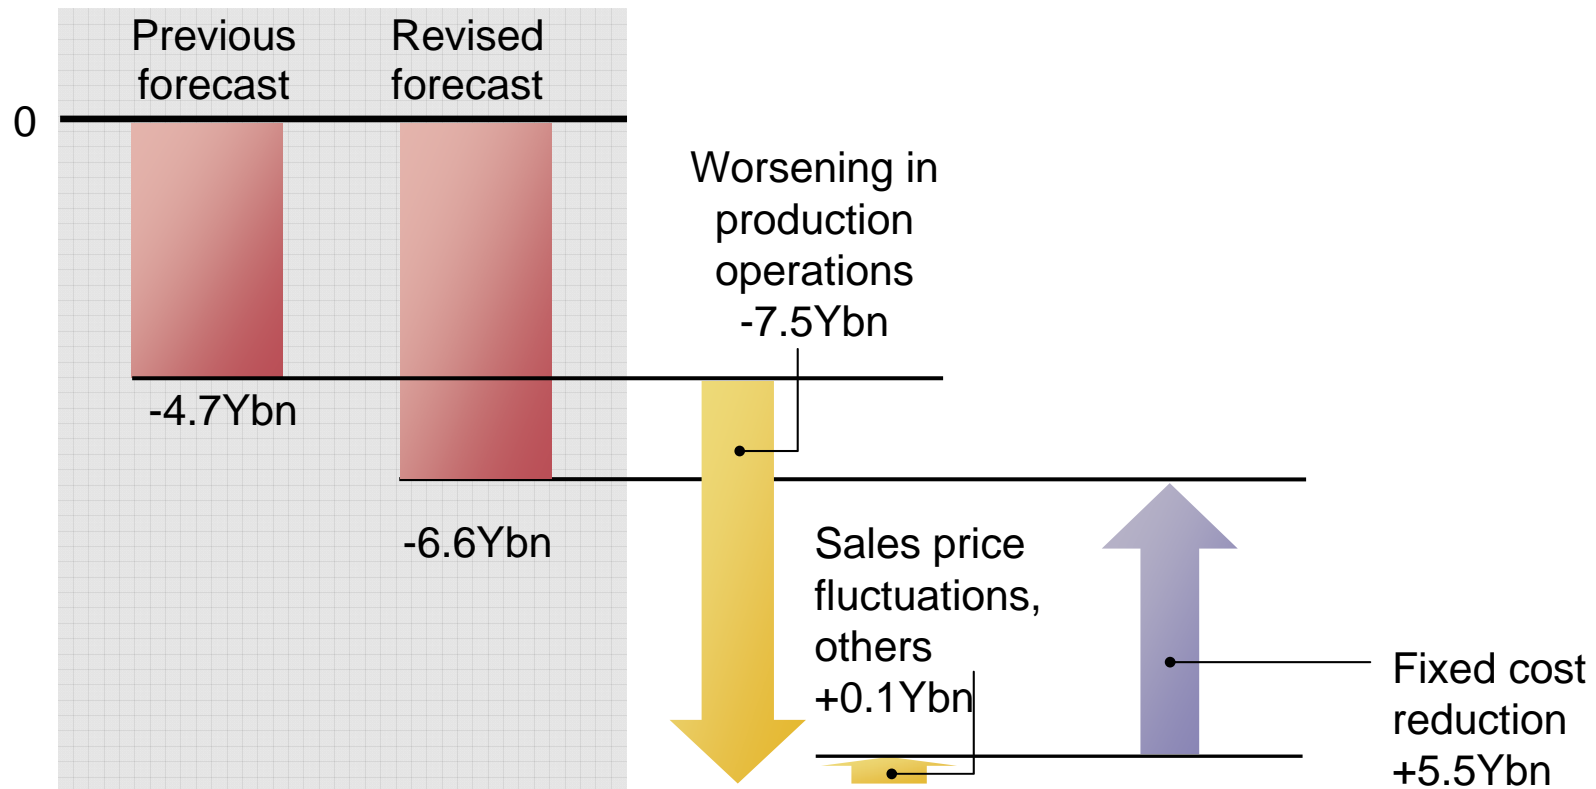 Previous
forecast
Revised
forecast
0
Worsening in
production
operations
-7.5Ybn
-4.7Ybn
-6.6Ybn
Sales price
fluctuations,
others
+0.1Ybn
Fixed cost
reduction
+5.5Ybn